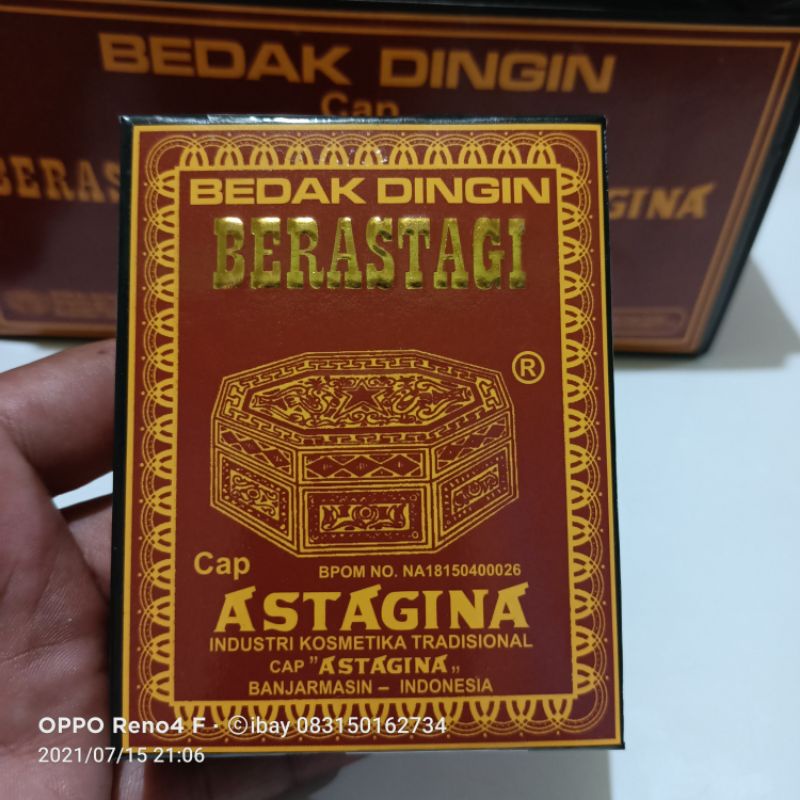 BEDAK DINGIN
Cap
GINA
BEDAK DINGIN
BERASTAGI
®
Cap
BPOM NO. NA18150400026
ASTAGINA
INDUSTRI KOSMETIKA TRADISIONAL
CAP "ASTAGINA„
BANJARMASIN – INDONESIA
OPPO Reno4 F · ©ibay 083150162734
2021/07/15 21:06